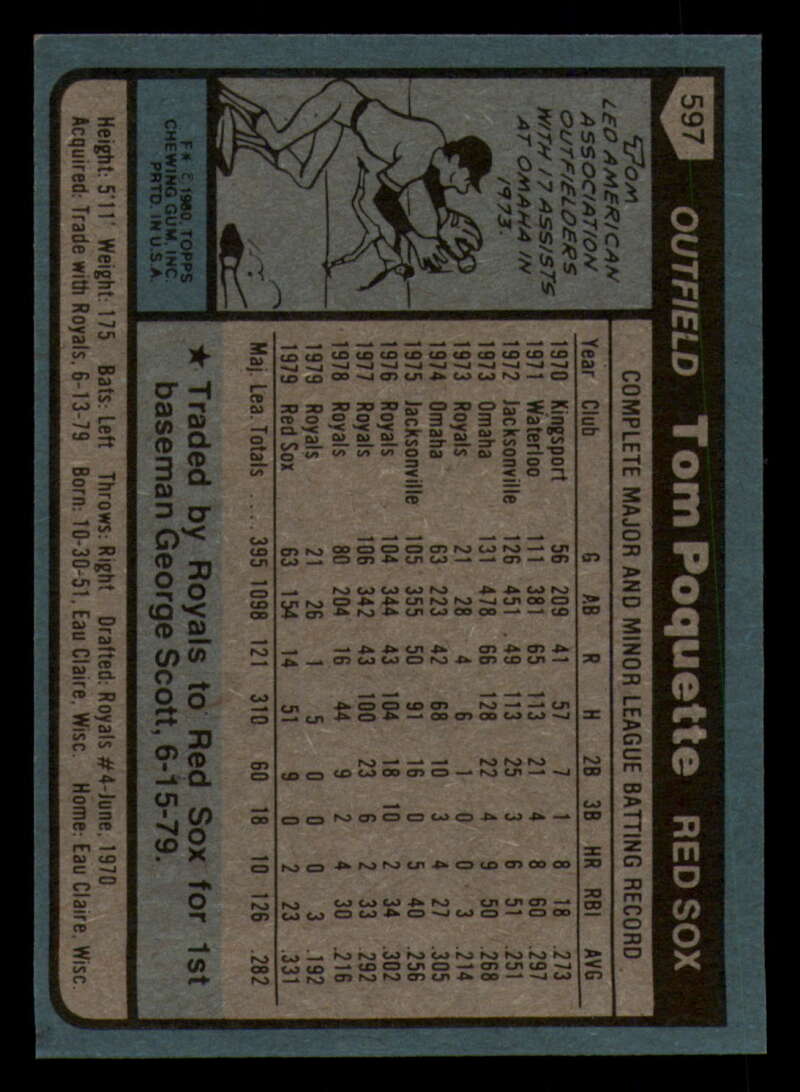 597
OUTFIELD Tom Poquette RED SOX
TOM
LED AMERICAN
ASSOCIATION
OUTFIELDERS
WITH 17 ASSISTS
AT OMAHA IN
1973.
F✶ © 1980 TOPPS
CHEWING GUM, INC.
PRTD. IN U.S.A.
COMPLETE MAJOR AND MINOR LEAGUE BATTING RECORD
Year Club G AB R H 2B 3B HR RBI AVG
1970 Kingsport 56 209 41 57 7 1 8 18 .273
1971 Waterloo 111 381 65 113 21 4 8 60 .297
1972 Jacksonville 126 451 49 113 25 3 6 51 .251
1973 Omaha 131 478 66 128 22 4 9 50 .268
1973 Royals 21 28 4 6 1 0 0 3 .214
1974 Omaha 63 223 42 68 10 3 4 27 .305
1975 Jacksonville 105 355 50 91 16 0 5 40 .256
1976 Royals 104 344 43 104 18 10 2 34 .302
1977 Royals 106 342 43 100 23 6 2 33 .292
1978 Royals 80 204 16 44 9 2 4 30 .216
1979 Royals 21 26 1 5 0 0 0 3 .192
1979 Red Sox 63 154 14 51 9 0 2 23 .331
Maj. Lea. Totals .... 395 1098 121 310 60 18 10 126 .282
★ Traded by Royals to Red Sox for 1st
baseman George Scott, 6-15-79.
Height: 5'11" Weight: 175 Bats: Left Throws: Right Drafted: Royals #4-June, 1970
Acquired: Trade with Royals, 6-13-79 Born: 10-30-51, Eau Claire, Wisc. Home: Eau Claire, Wisc.